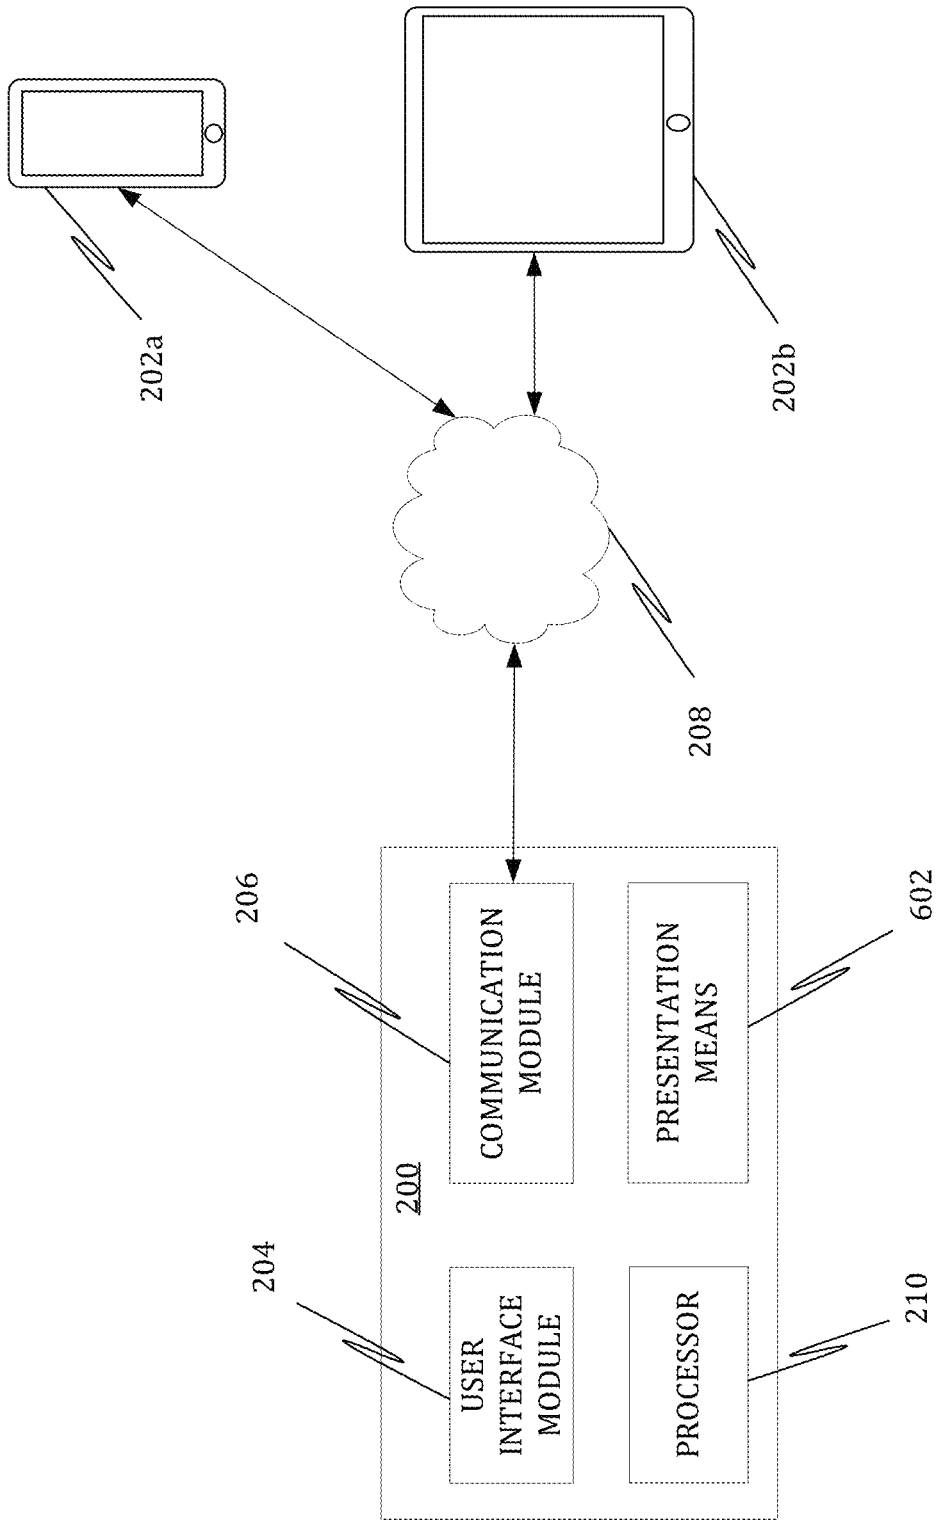 200
204
USER
INTERFACE
MODULE
206
COMMUNICATION
MODULE
PROCESSOR
210
PRESENTATION
MEANS
602
208
202a
202b